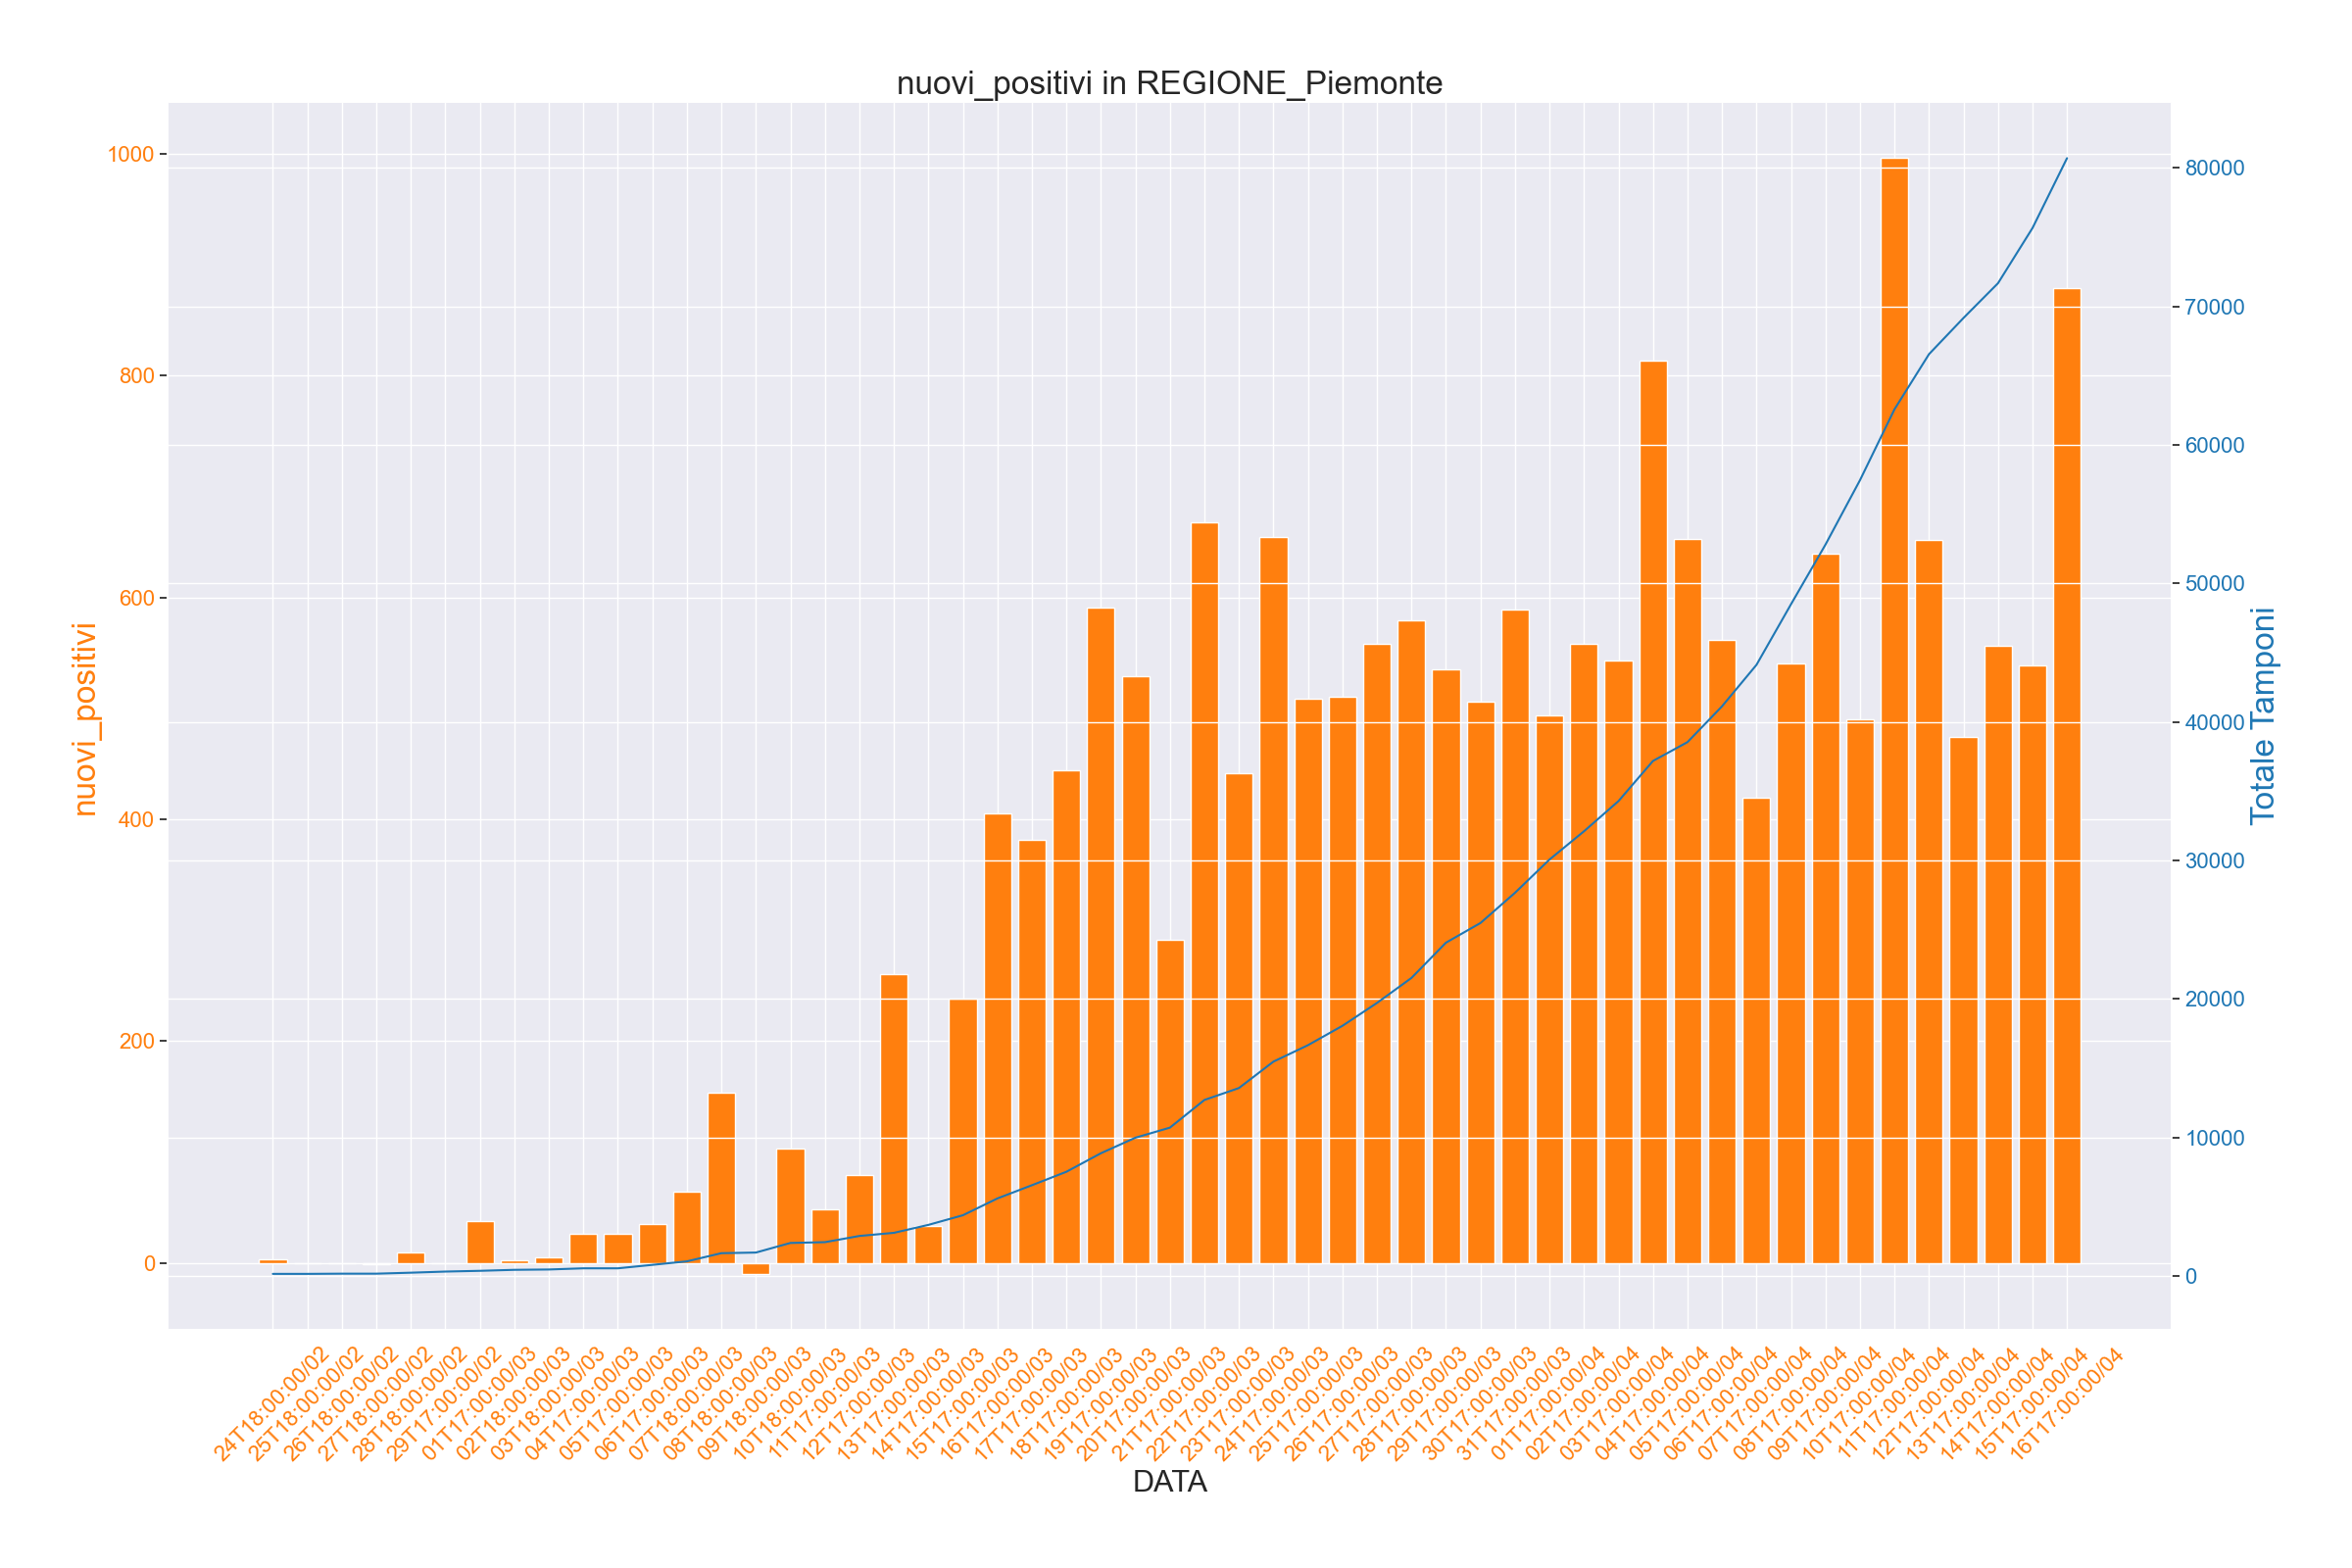 nuovi_positivi in REGIONE_Piemonte
1000
800
600
400
200
0
nuovi_positivi
80000
70000
60000
50000
40000
30000
20000
10000
0
Totale Tamponi
24T18:00:00/02
25T18:00:00/02
26T18:00:00/02
27T18:00:00/02
28T18:00:00/02
29T17:00:00/02
01T17:00:00/03
02T18:00:00/03
03T18:00:00/03
04T17:00:00/03
05T17:00:00/03
06T17:00:00/03
07T18:00:00/03
08T18:00:00/03
09T18:00:00/03
10T18:00:00/03
11T17:00:00/03
12T17:00:00/03
13T17:00:00/03
14T17:00:00/03
15T17:00:00/03
16T17:00:00/03
17T17:00:00/03
18T17:00:00/03
19T17:00:00/03
20T17:00:00/03
21T17:00:00/03
22T17:00:00/03
23T17:00:00/03
24T17:00:00/03
25T17:00:00/03
26T17:00:00/03
27T17:00:00/03
28T17:00:00/03
29T17:00:00/03
30T17:00:00/03
31T17:00:00/03
01T17:00:00/04
02T17:00:00/04
03T17:00:00/04
04T17:00:00/04
05T17:00:00/04
06T17:00:00/04
07T17:00:00/04
08T17:00:00/04
09T17:00:00/04
10T17:00:00/04
11T17:00:00/04
12T17:00:00/04
13T17:00:00/04
14T17:00:00/04
15T17:00:00/04
16T17:00:00/04
DATA